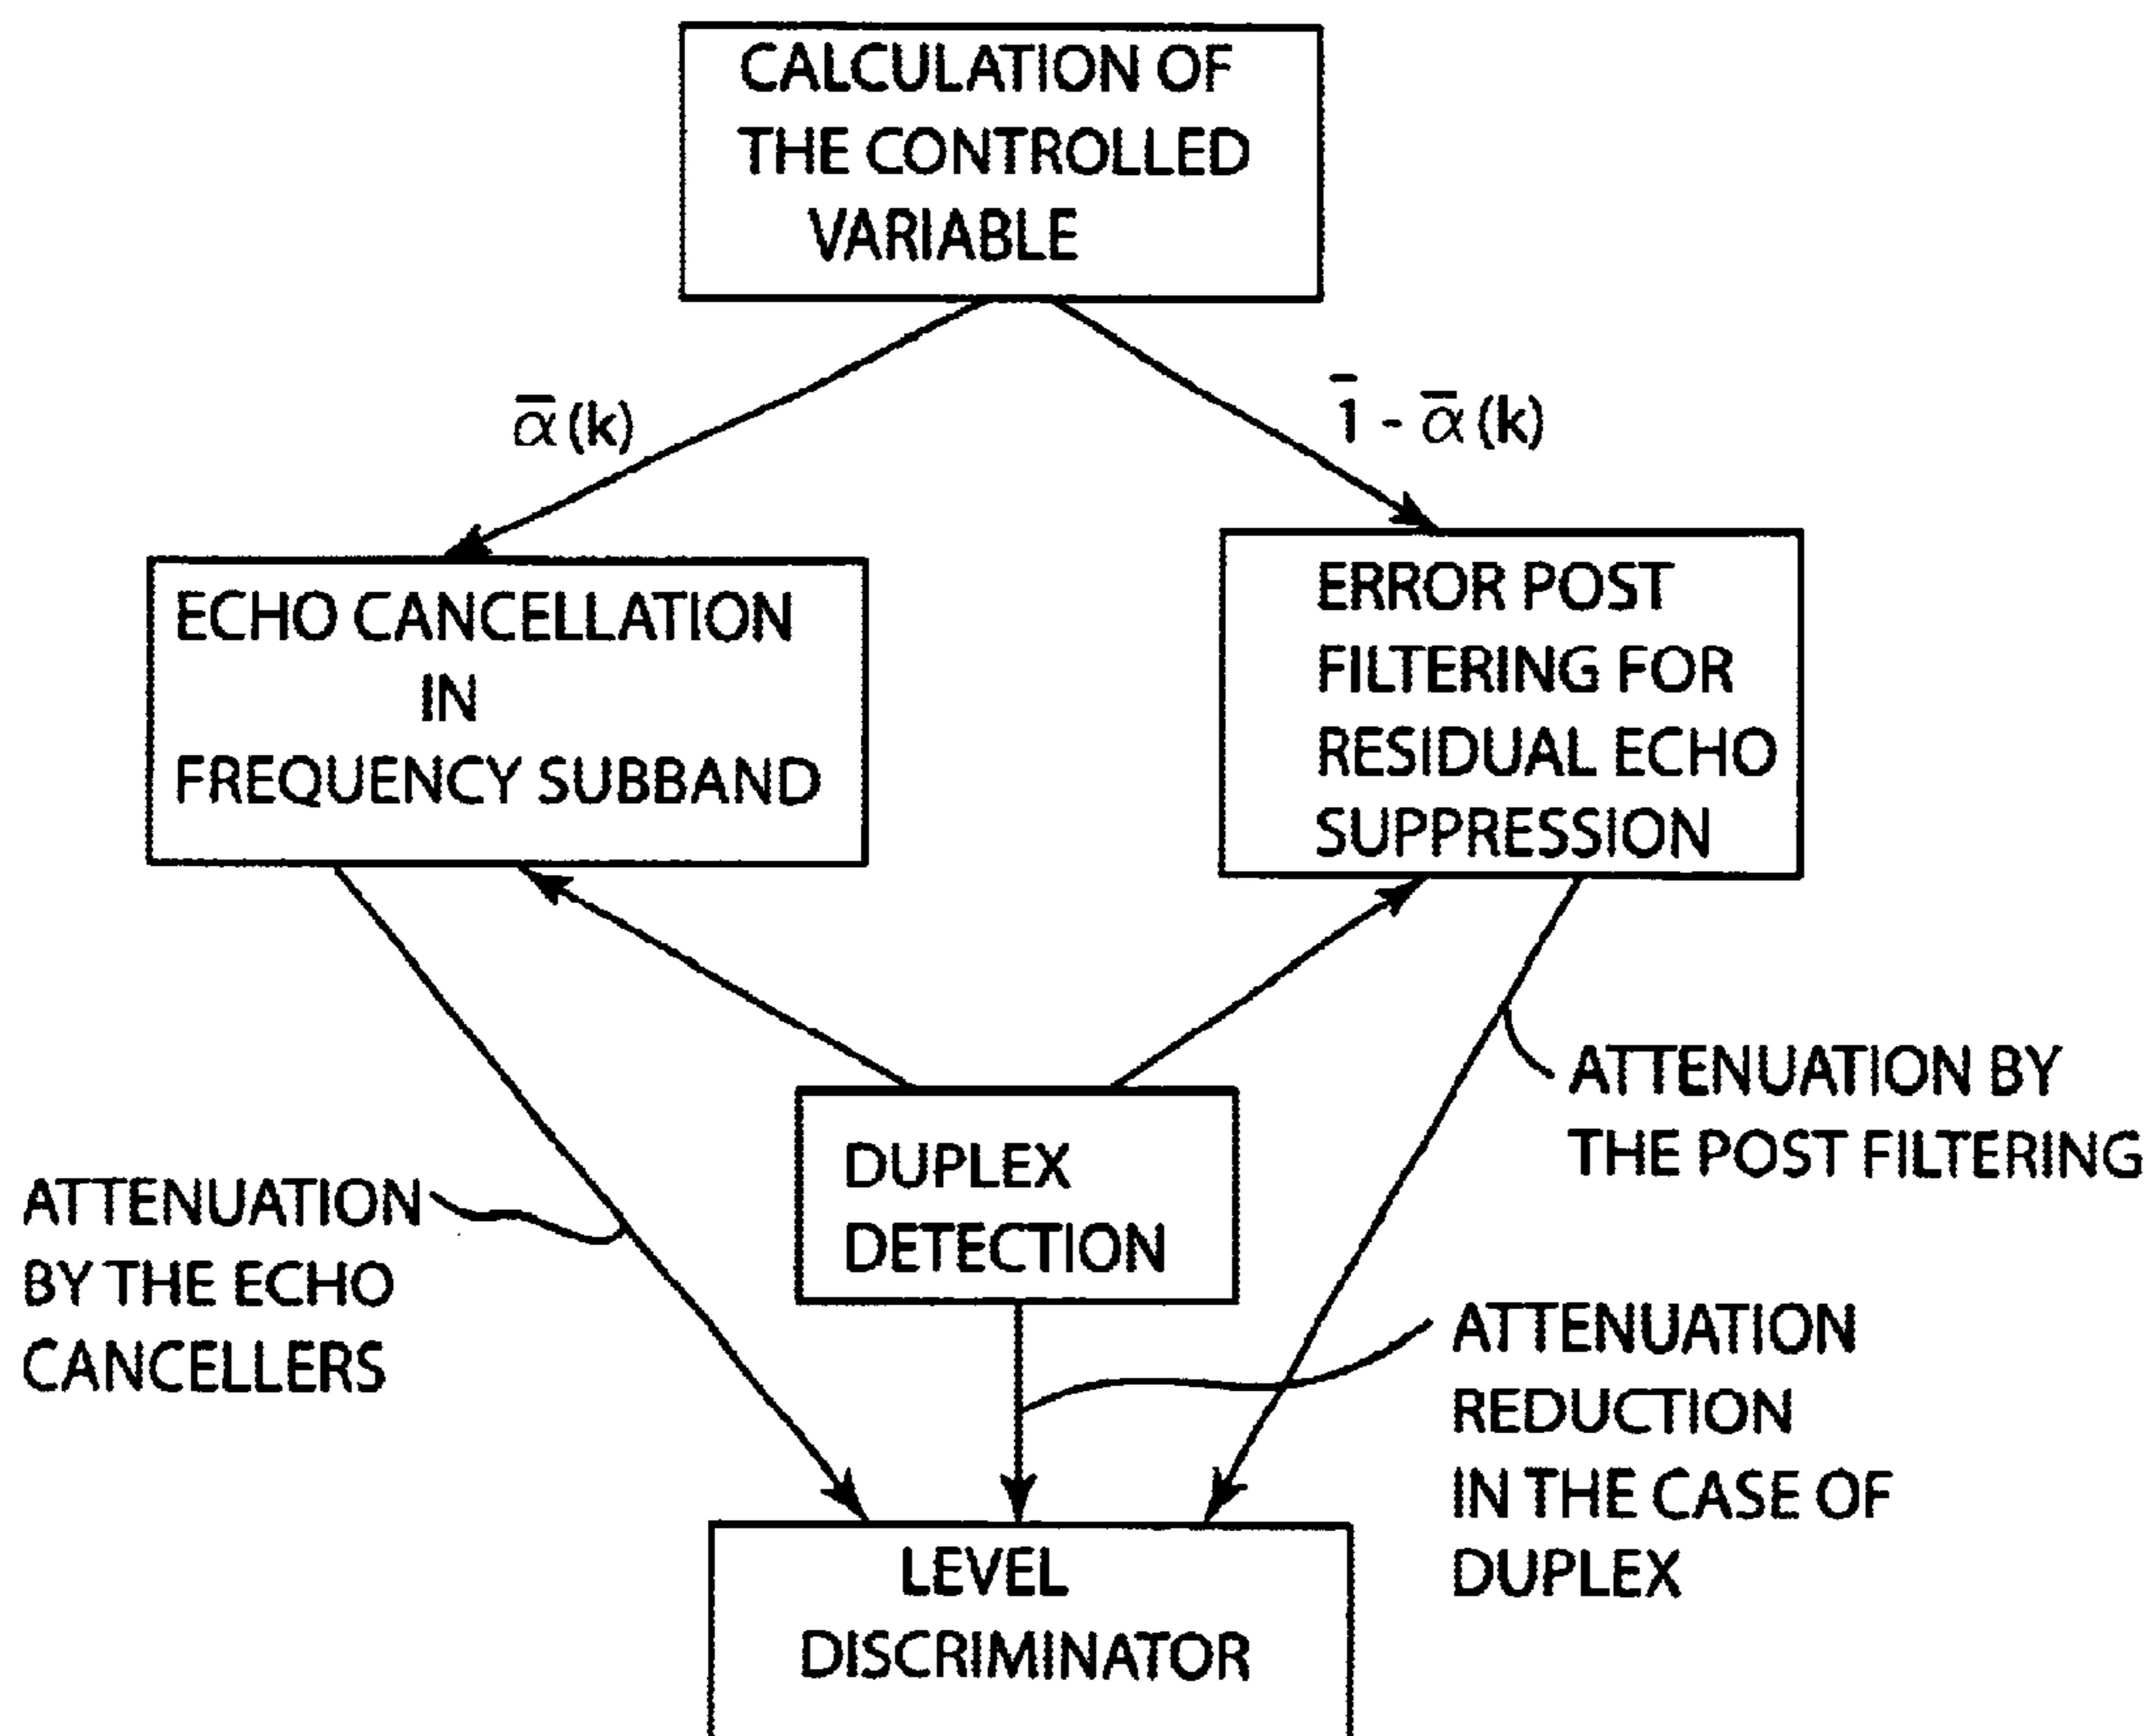 CALCULATION OF
THE CONTROLLED
VARIABLE
α̅(k)
1̅ - α̅(k)
ECHO CANCELLATION
IN
FREQUENCY SUBBAND
ERROR POST
FILTERING FOR
RESIDUAL ECHO
SUPPRESSION
DUPLEX
DETECTION
ATTENUATION BY
THE POST FILTERING
ATTENUATION
BY THE ECHO
CANCELLERS
ATTENUATION
REDUCTION
IN THE CASE OF
DUPLEX
LEVEL
DISCRIMINATOR